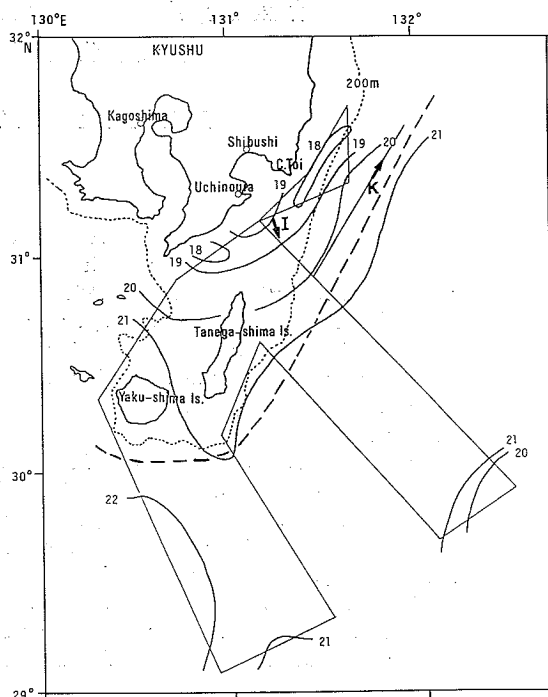 130°E 131° 132°
32°
N
KYUSHU
200m
Kagoshima
Shibushi
C.Toi
Uchinoura
18
19
20
21
19
I
K
18
19
31°
20
21
Tanega-shima Is.
Yaku-shima Is.
30°
22
21
20
21
29°